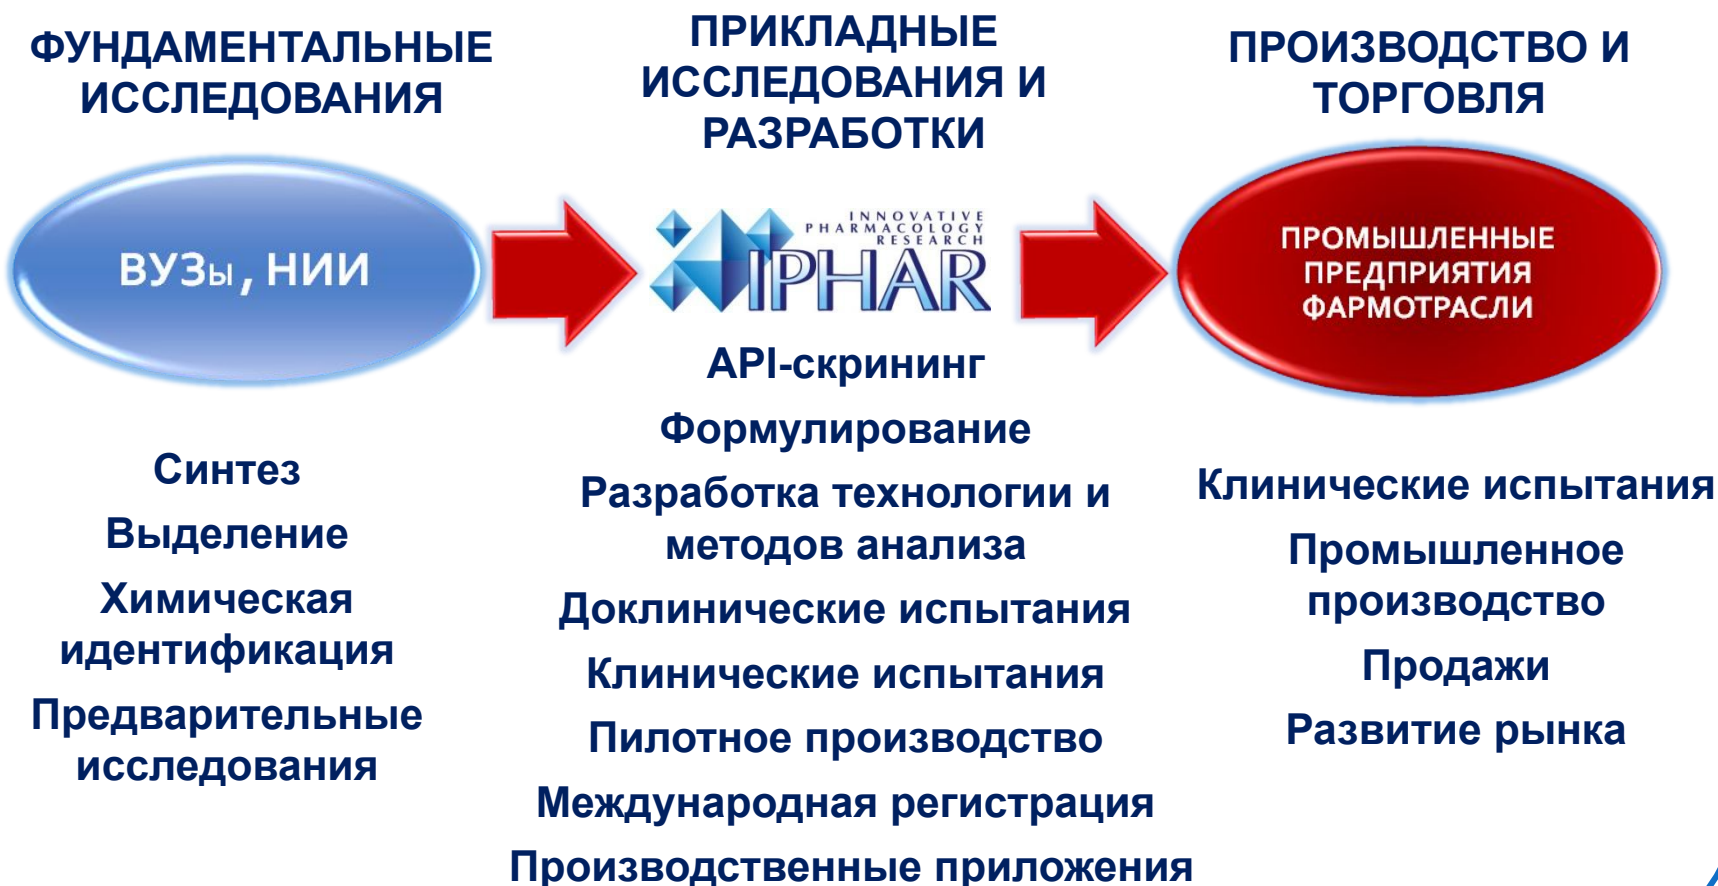 ФУНДАМЕНТАЛЬНЫЕ
ИССЛЕДОВАНИЯ
ВУЗы, НИИ
Синтез
Выделение
Химическая
идентификация
Предварительные
исследования
ПРИКЛАДНЫЕ
ИССЛЕДОВАНИЯ И
РАЗРАБОТКИ
INNOVATIVE
PHARMACOLOGY
RESEARCH
IPHAR
API-скрининг
Формулирование
Разработка технологии и
методов анализа
Доклинические испытания
Клинические испытания
Пилотное производство
Международная регистрация
Производственные приложения
ПРОИЗВОДСТВО И
ТОРГОВЛЯ
ПРОМЫШЛЕННЫЕ
ПРЕДПРИЯТИЯ
ФАРМОТРАСЛИ
Клинические испытания
Промышленное
производство
Продажи
Развитие рынка